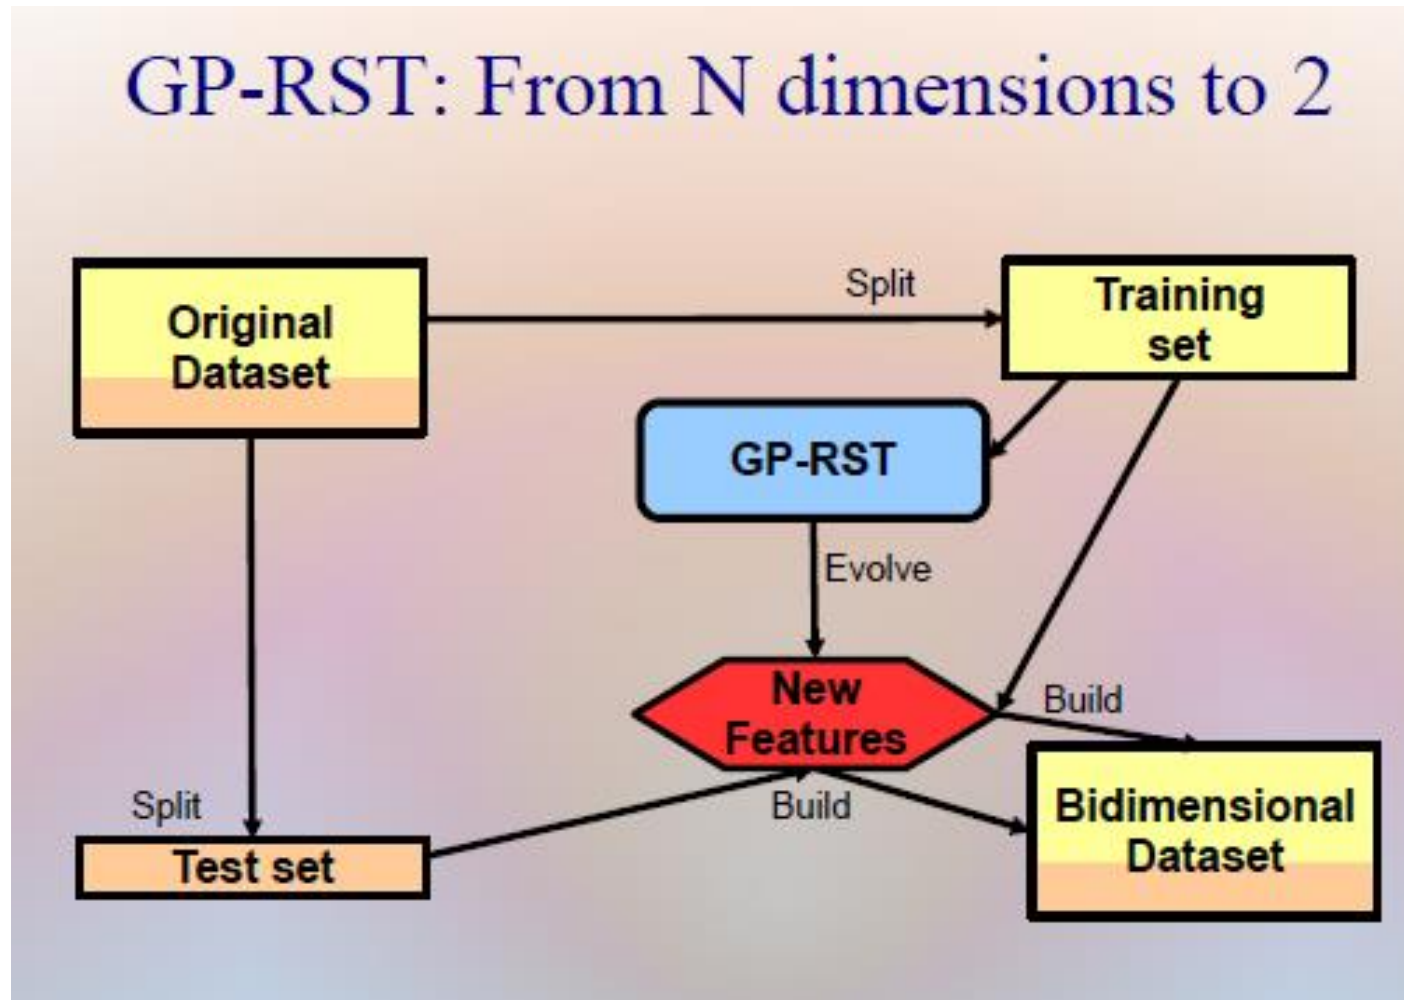 GP-RST: From N dimensions to 2
Split
Original
Dataset
Training
set
GP-RST
Evolve
New
Features
Build
Split
Build
Bidimensional
Dataset
Test set